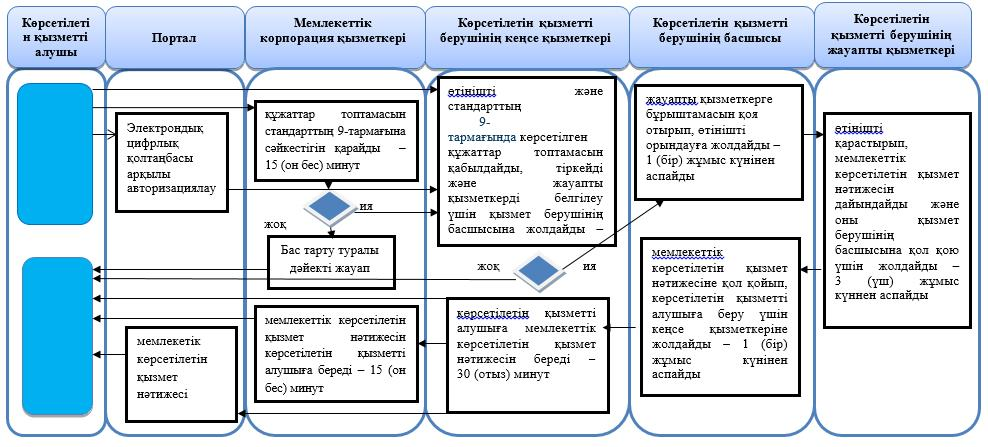 Көрсетілеті
н қызметті
алушы
Портал
Мемлекеттік
корпорация қызметкері
Көрсетілетін қызметті
берушінің кеңсе қызметкері
Көрсетілетін қызметті
берушінің басшысы
Көрсетілетін
қызметті берушінің
жауапты қызметкері
Электрондық
цифрлық
қолтаңбасы
арқылы
авторизациялау
құжаттар топтамасын
стандарттың 9-тармағына
сәйкестігін қарайды –
15 (он бес) минут
ия
жоқ
Бас тарту туралы
дәйекті жауап
өтінішті және
стандарттың
9-
тармағында көрсетілген
құжаттар топтамасын
қабылдайды, тіркейді
және жауапты
қызметкерді белгілеу
үшін қызмет берушінің
басшысына жолдайды –
жоқ
ия
жауапты қызметкерге
бұрыштамасын қоя
отырып, өтінішті
орындауға жолдайды –
1 (бір) жұмыс күнінен
аспайды
өтінішті
қарастырып,
мемлекеттік
көрсетілетін қызмет
нәтижесін
дайындайды және
оны қызмет
берушінің
басшысына қол қою
үшін жолдайды –
3 (үш) жұмыс
күннен аспайды
мемлекеттік
көрсетілетін қызмет
нәтижесіне қол қойып,
көрсетілетін қызметті
алушыға беру үшін
кеңсе қызметкеріне
жолдайды – 1 (бір)
жұмыс күнінен
аспайды
көрсетілетін қызметті
алушыға мемлекеттік
көрсетілетін қызмет
нәтижесін береді –
30 (отыз) минут
мемлекеттік көрсетілетін
қызмет нәтижесін
көрсетілетін қызметті
алушыға береді – 15 (он
бес) минут
мемлекетік
көрсетілетін
қызмет
нәтижесі